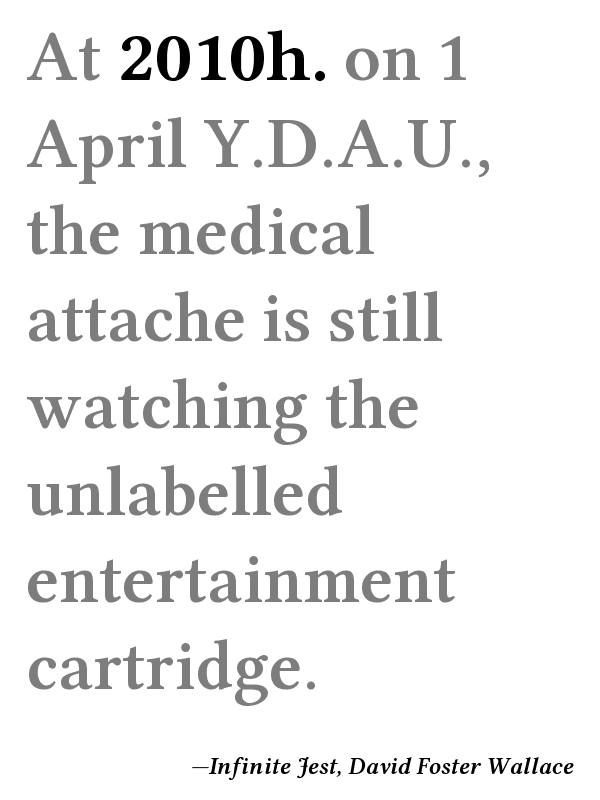 At 2010h. on 1
April Y.D.A.U.,
the medical
attache is still
watching the
unlabelled
entertainment
cartridge.
—Infinite Jest, David Foster Wallace